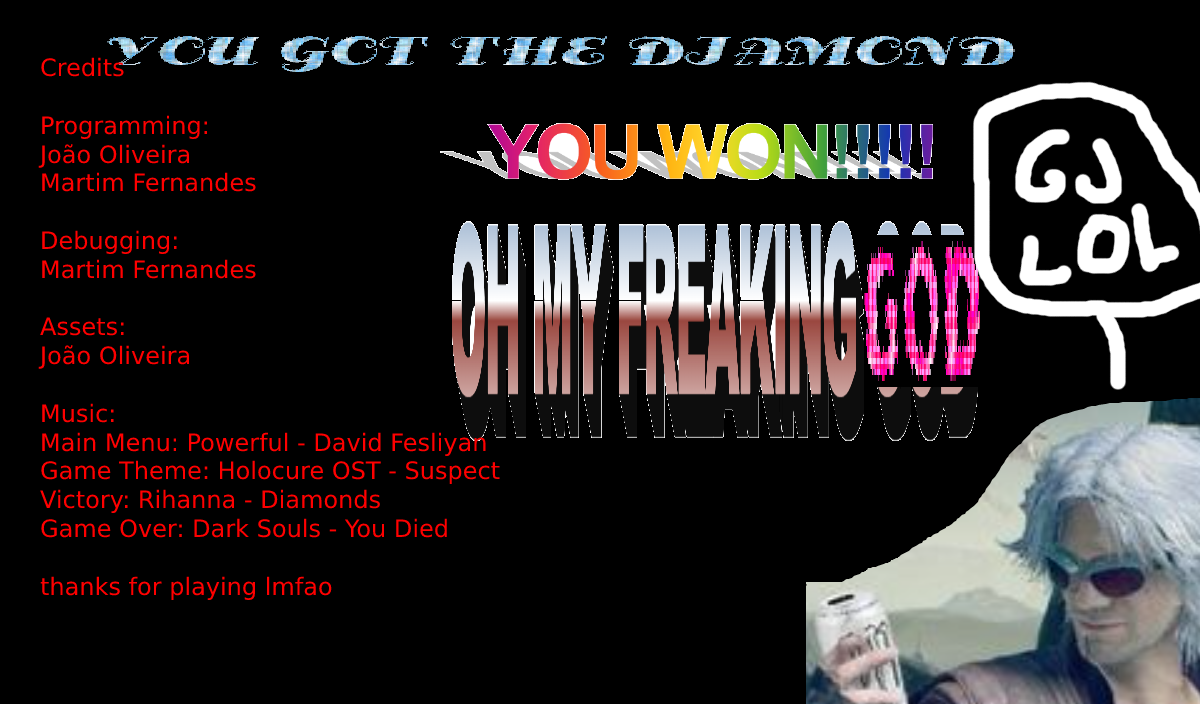 YOU GOT THE DIAMOND
Credits
Programming:
João Oliveira
Martim Fernandes
Debugging:
Martim Fernandes
Assets:
João Oliveira
Music:
Main Menu: Powerful - David Fesliyan
Game Theme: Holocure OST - Suspect
Victory: Rihanna - Diamonds
Game Over: Dark Souls - You Died
thanks for playing lmfao
YOU WON!!!!!
OH MY FREAKING GOD
GJ
LOL